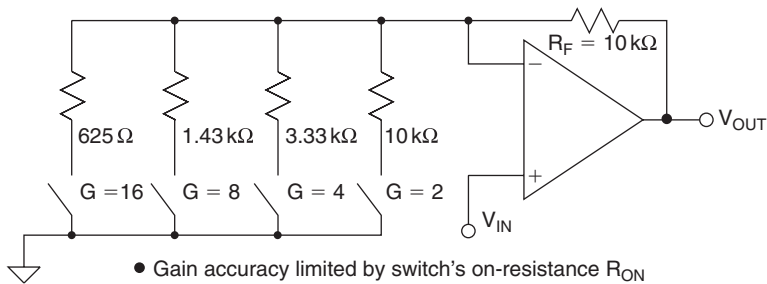 R_F = 10 kΩ
−
625 Ω
1.43 kΩ
3.33 kΩ
10 kΩ
V_OUT
G = 16
G = 8
G = 4
G = 2
+
V_IN
● Gain accuracy limited by switch's on-resistance R_ON